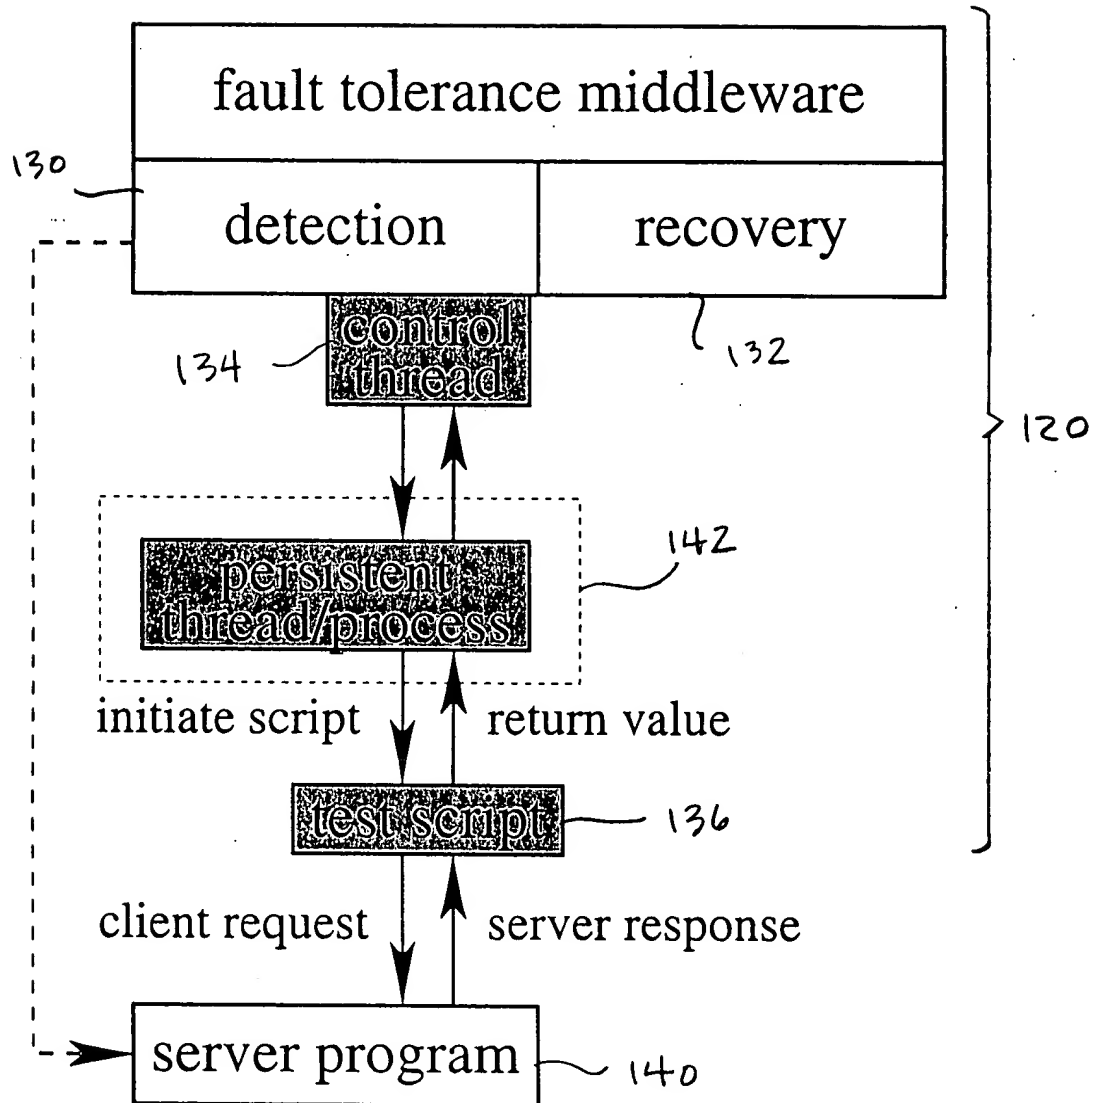 fault tolerance middleware
130
detection
recovery
control
thread
134
132
120
persistent
thread/process
142
initiate script
return value
test script
136
client request
server response
server program
140